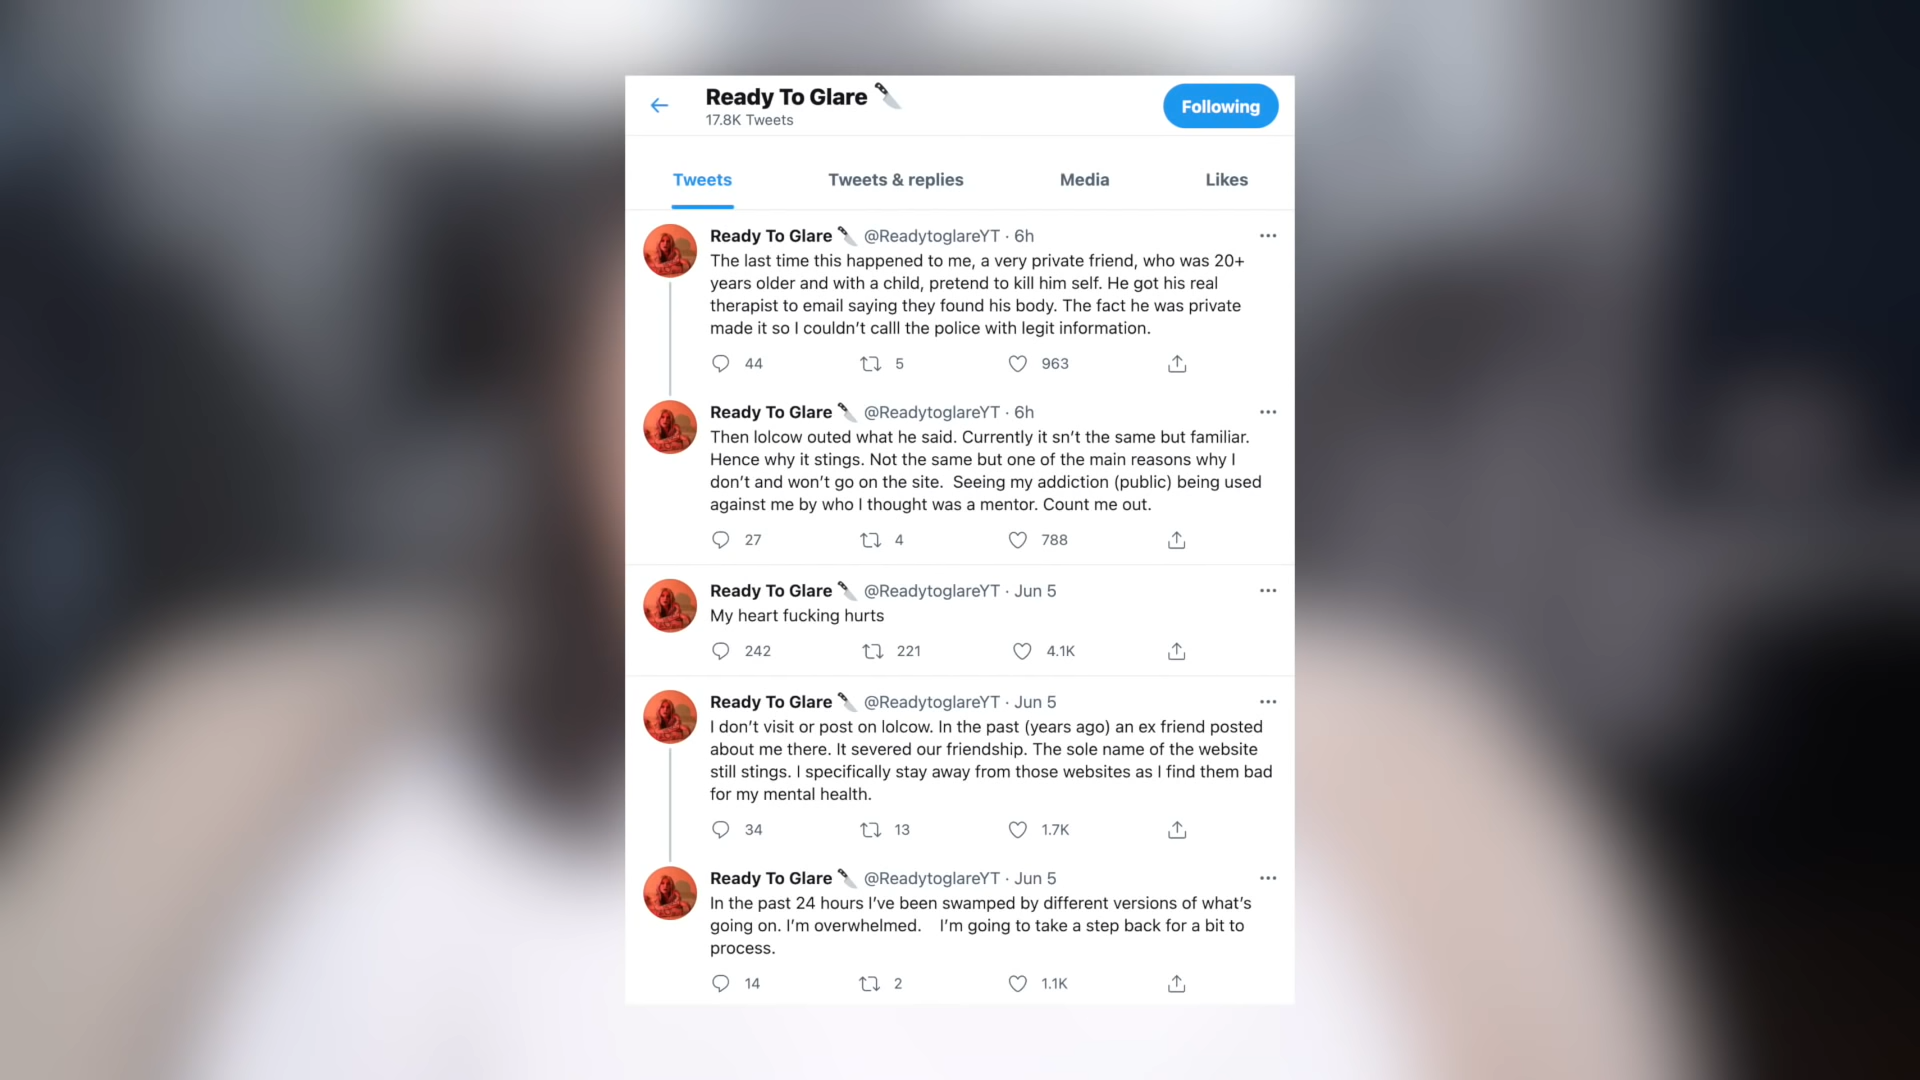 Ready To Glare 🔪
17.8K Tweets
Following
Tweets
Tweets & replies
Media
Likes
Ready To Glare 🔪 @ReadytoglareYT · 6h
The last time this happened to me, a very private friend, who was 20+
years older and with a child, pretend to kill him self. He got his real
therapist to email saying they found his body. The fact he was private
made it so I couldn't calll the police with legit information.
44 5 963
Ready To Glare 🔪 @ReadytoglareYT · 6h
Then lolcow outed what he said. Currently it sn't the same but familiar.
Hence why it stings. Not the same but one of the main reasons why I
don't and won't go on the site. Seeing my addiction (public) being used
against me by who I thought was a mentor. Count me out.
27 4 788
Ready To Glare 🔪 @ReadytoglareYT · Jun 5
My heart fucking hurts
242 221 4.1K
Ready To Glare 🔪 @ReadytoglareYT · Jun 5
I don't visit or post on lolcow. In the past (years ago) an ex friend posted
about me there. It severed our friendship. The sole name of the website
still stings. I specifically stay away from those websites as I find them bad
for my mental health.
34 13 1.7K
Ready To Glare 🔪 @ReadytoglareYT · Jun 5
In the past 24 hours I've been swamped by different versions of what's
going on. I'm overwhelmed. I'm going to take a step back for a bit to
process.
14 2 1.1K